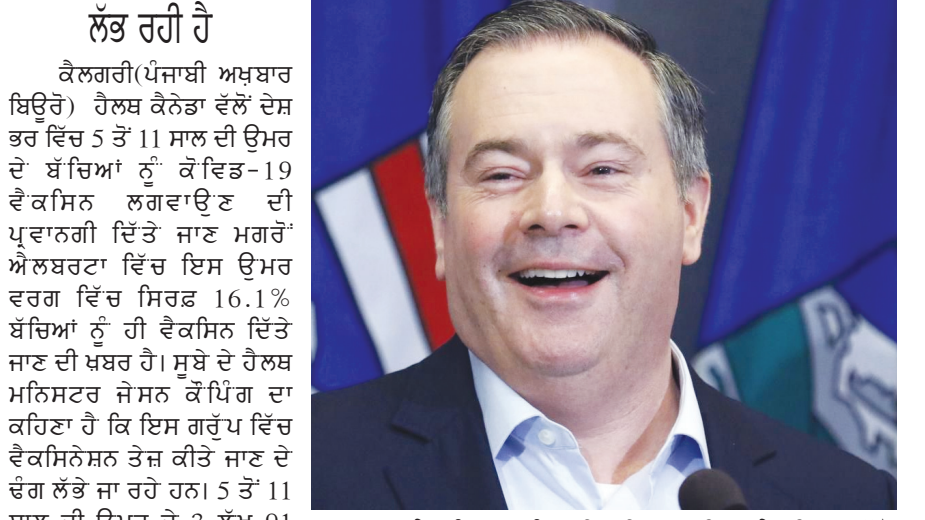 ਲੱਭ ਰਹੀ ਹੈ
ਕੈਲਗਰੀ(ਪੰਜਾਬੀ ਅਖ਼ਬਾਰ
ਬਿਊਰੋ) ਹੈਲਥ ਕੈਨੇਡਾ ਵੱਲੋਂ ਦੇਸ਼
ਭਰ ਵਿੱਚ 5 ਤੋਂ 11 ਸਾਲ ਦੀ ਉਮਰ
ਦੇ ਬੱਚਿਆਂ ਨੂੰ ਕੋਵਿਡ-19
ਵੈਕਸਿਨ ਲਗਵਾਉਣ ਦੀ
ਪ੍ਰਵਾਨਗੀ ਦਿੱਤੇ ਜਾਣ ਮਗਰੋਂ
ਐਲਬਰਟਾ ਵਿੱਚ ਇਸ ਉਮਰ
ਵਰਗ ਵਿੱਚ ਸਿਰਫ਼ 16.1%
ਬੱਚਿਆਂ ਨੂੰ ਹੀ ਵੈਕਸਿਨ ਦਿੱਤੇ
ਜਾਣ ਦੀ ਖ਼ਬਰ ਹੈ। ਸੂਬੇ ਦੇ ਹੈਲਥ
ਮਨਿਸਟਰ ਜੇਸਨ ਕੌਪਿੰਗ ਦਾ
ਕਹਿਣਾ ਹੈ ਕਿ ਇਸ ਗਰੁੱਪ ਵਿੱਚ
ਵੈਕਸਿਨੇਸ਼ਨ ਤੇਜ਼ ਕੀਤੇ ਜਾਣ ਦੇ
ਢੰਗ ਲੱਭੇ ਜਾ ਰਹੇ ਹਨ। 5 ਤੋਂ 11